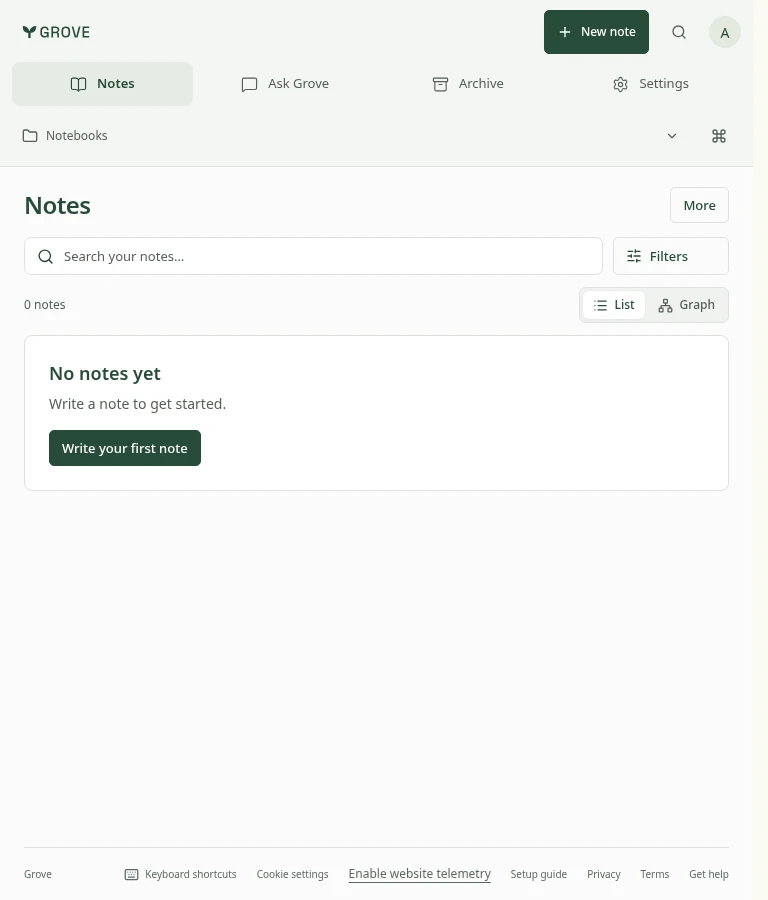 GROVE
New note
A
Notes
Ask Grove
Archive
Settings
Notebooks
Notes
More
Search your notes...
Filters
0 notes
List
Graph
No notes yet
Write a note to get started.
Write your first note
Grove
Keyboard shortcuts
Cookie settings
Enable website telemetry
Setup guide
Privacy
Terms
Get help